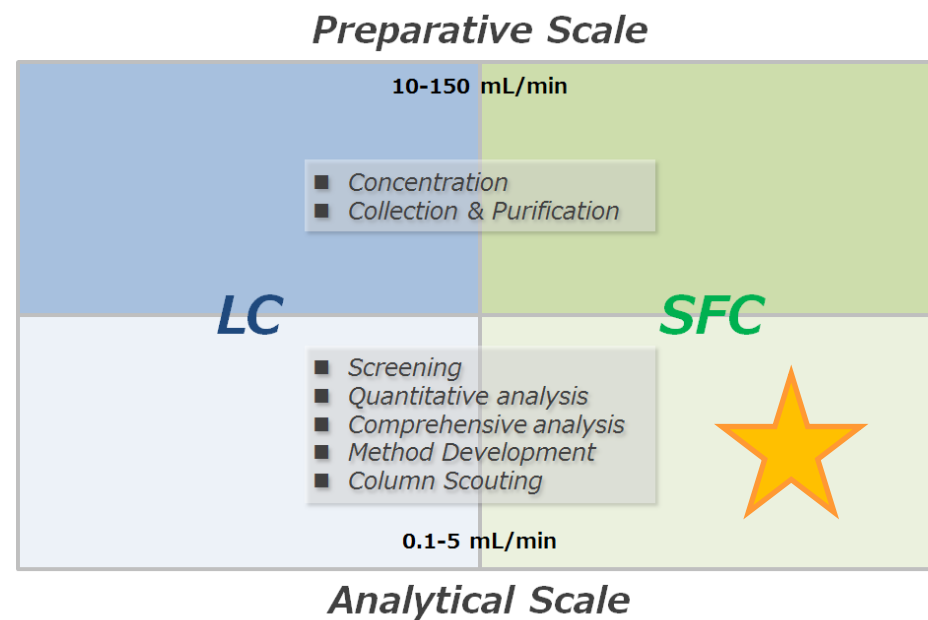 Preparative Scale
10-150 mL/min
■ Concentration
■ Collection & Purification
LC
SFC
■ Screening
■ Quantitative analysis
■ Comprehensive analysis
■ Method Development
■ Column Scouting
0.1-5 mL/min
Analytical Scale